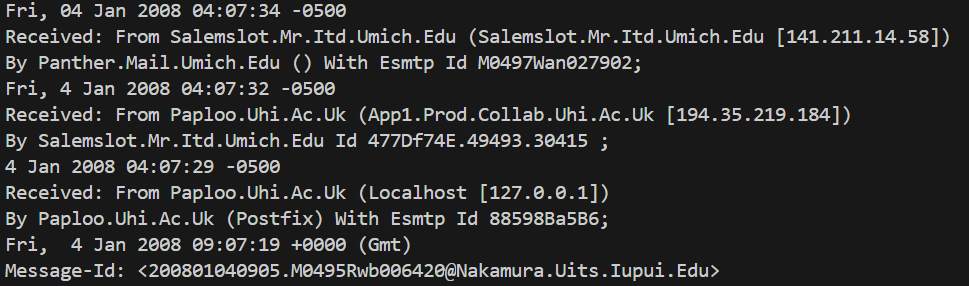 Fri, 04 Jan 2008 04:07:34 -0500
Received: From Salemslot.Mr.Itd.Umich.Edu (Salemslot.Mr.Itd.Umich.Edu [141.211.14.58])
By Panther.Mail.Umich.Edu () With Esmtp Id M0497Wan027902;
Fri, 4 Jan 2008 04:07:32 -0500
Received: From Paploo.Uhi.Ac.Uk (App1.Prod.Collab.Uhi.Ac.Uk [194.35.219.184])
By Salemslot.Mr.Itd.Umich.Edu Id 477Df74E.49493.30415 ;
4 Jan 2008 04:07:29 -0500
Received: From Paploo.Uhi.Ac.Uk (Localhost [127.0.0.1])
By Paploo.Uhi.Ac.Uk (Postfix) With Esmtp Id 88598Ba5B6;
Fri,  4 Jan 2008 09:07:19 +0000 (Gmt)
Message-Id: <200801040905.M0495Rwb006420@Nakamura.Uits.Iupui.Edu>